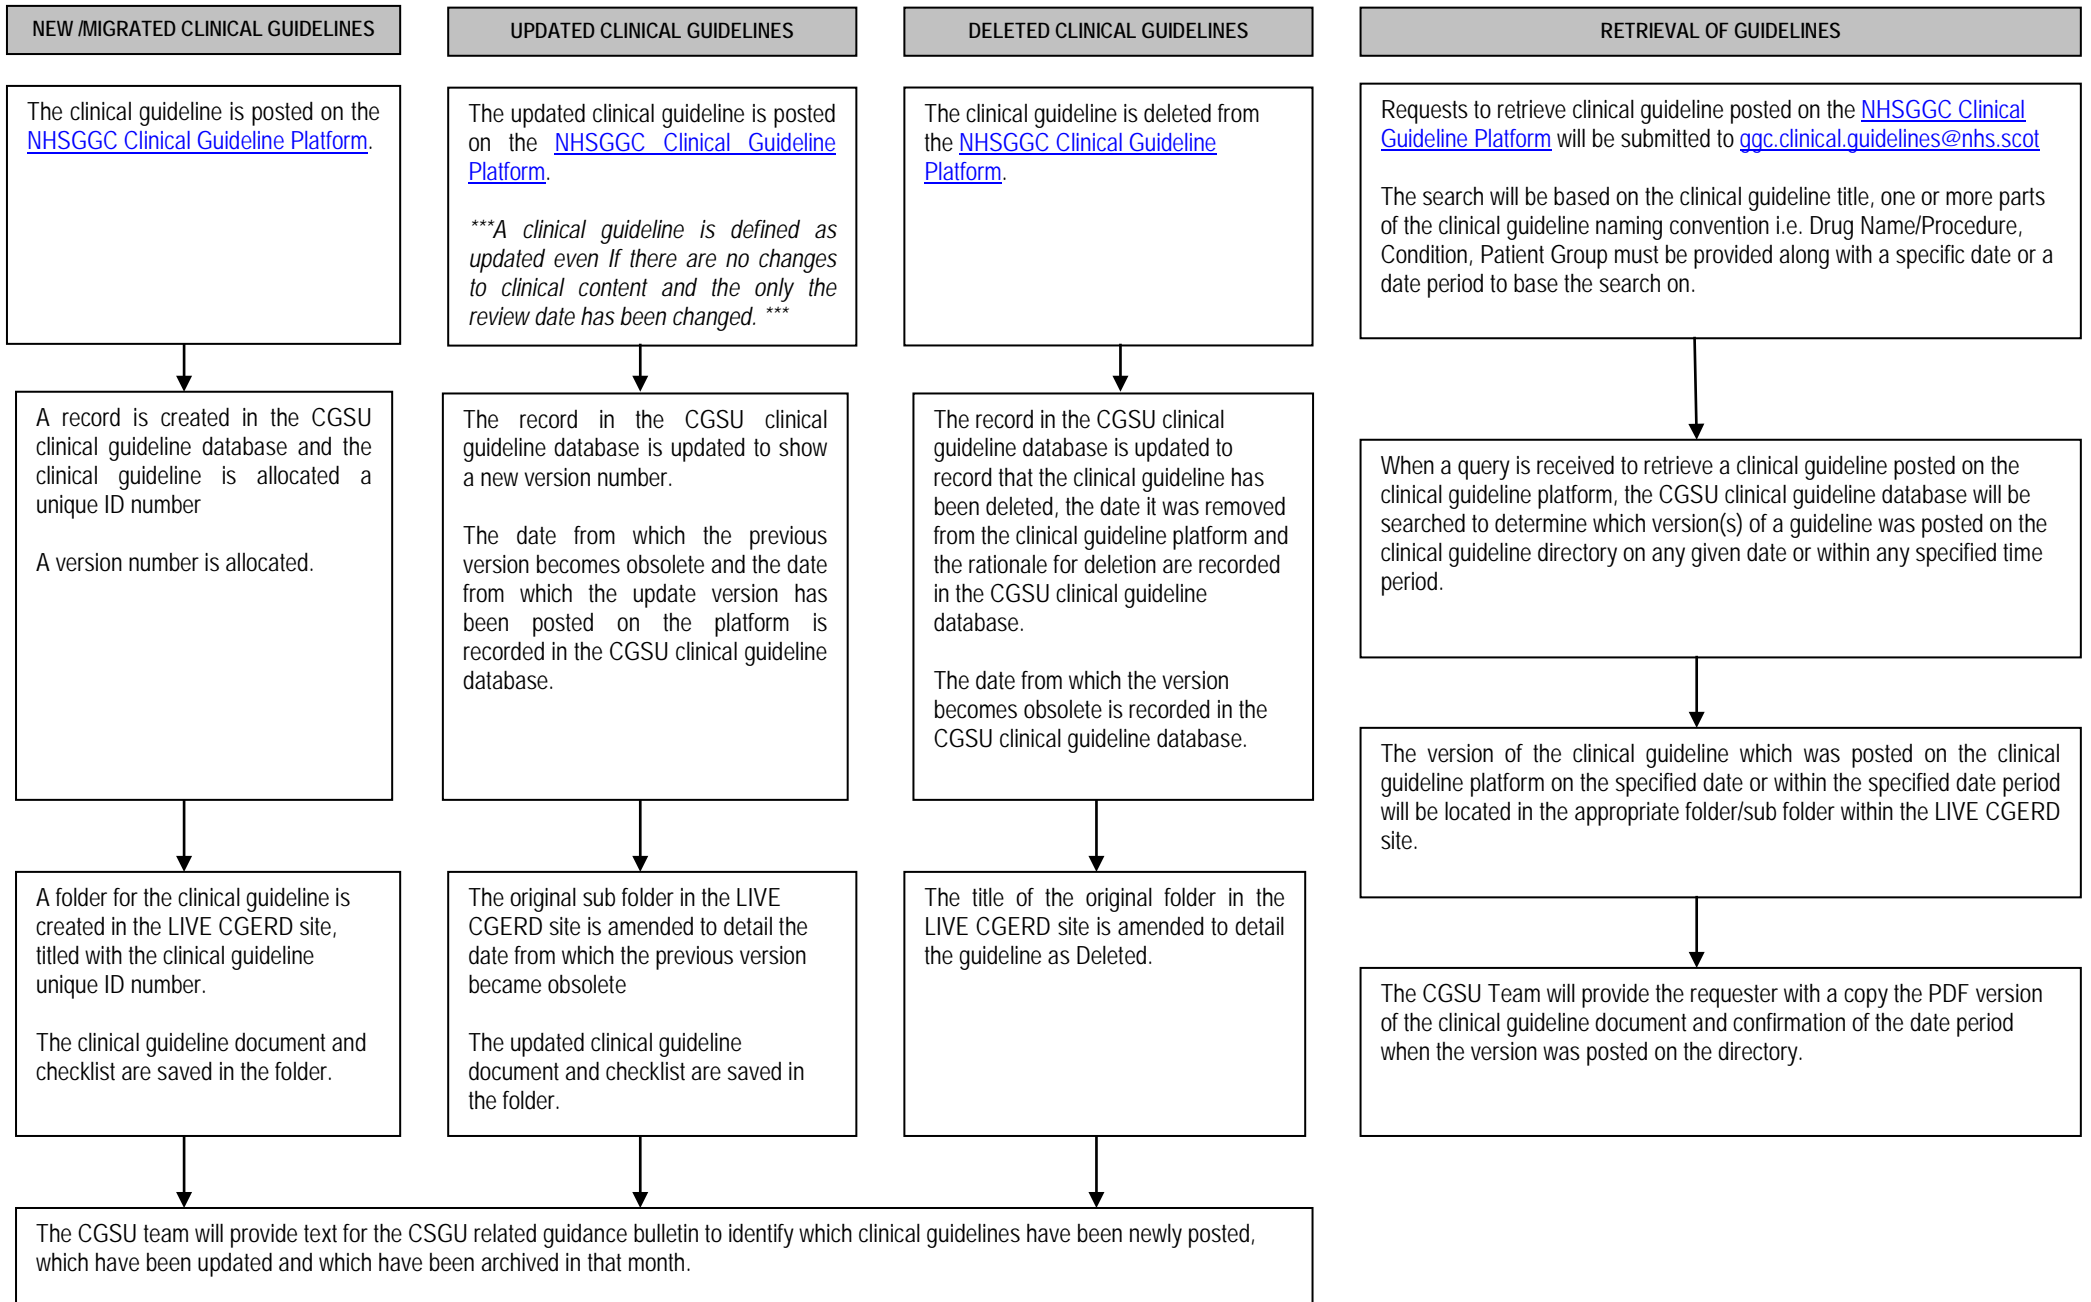 NEW /MIGRATED CLINICAL GUIDELINES
The clinical guideline is posted on the
NHSGGC Clinical Guideline Platform.
A record is created in the CGSU
clinical guideline database and the
clinical guideline is allocated a
unique ID number
A version number is allocated.
A folder for the clinical guideline is
created in the LIVE CGERD site,
titled with the clinical guideline
unique ID number.
The clinical guideline document and
checklist are saved in the folder.
UPDATED CLINICAL GUIDELINES
The updated clinical guideline is posted
on the NHSGGC Clinical Guideline
Platform.
***A clinical guideline is defined as
updated even If there are no changes
to clinical content and the only the
review date has been changed. ***
The record in the CGSU clinical
guideline database is updated to show
a new version number.
The date from which the previous
version becomes obsolete and the date
from which the update version has
been posted on the platform is
recorded in the CGSU clinical guideline
database.
The original sub folder in the LIVE
CGERD site is amended to detail the
date from which the previous version
became obsolete
The updated clinical guideline
document and checklist are saved in
the folder.
DELETED CLINICAL GUIDELINES
The clinical guideline is deleted from
the NHSGGC Clinical Guideline
Platform.
The record in the CGSU clinical
guideline database is updated to
record that the clinical guideline has
been deleted, the date it was removed
from the clinical guideline platform and
the rationale for deletion are recorded
in the CGSU clinical guideline
database.
The date from which the version
becomes obsolete is recorded in the
CGSU clinical guideline database.
The title of the original folder in the
LIVE CGERD site is amended to detail
the guideline as Deleted.
The CGSU team will provide text for the CSGU related guidance bulletin to identify which clinical guidelines have been newly posted,
which have been updated and which have been archived in that month.
RETRIEVAL OF GUIDELINES
Requests to retrieve clinical guideline posted on the NHSGGC Clinical
Guideline Platform will be submitted to ggc.clinical.guidelines@nhs.scot
The search will be based on the clinical guideline title, one or more parts
of the clinical guideline naming convention i.e. Drug Name/Procedure,
Condition, Patient Group must be provided along with a specific date or a
date period to base the search on.
When a query is received to retrieve a clinical guideline posted on the
clinical guideline platform, the CGSU clinical guideline database will be
searched to determine which version(s) of a guideline was posted on the
clinical guideline directory on any given date or within any specified time
period.
The version of the clinical guideline which was posted on the clinical
guideline platform on the specified date or within the specified date period
will be located in the appropriate folder/sub folder within the LIVE CGERD
site.
The CGSU Team will provide the requester with a copy the PDF version
of the clinical guideline document and confirmation of the date period
when the version was posted on the directory.